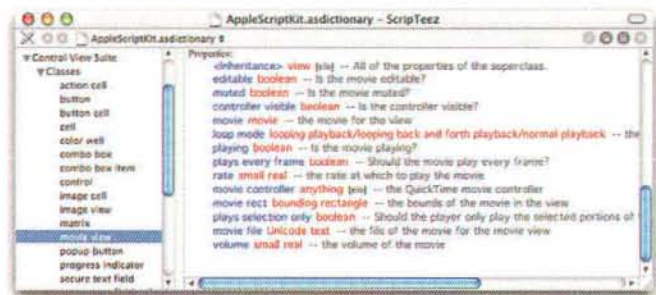 AppleScriptKit.asdictionary – ScripTeez
AppleScriptKit.asdictionary
Control View Suite
Classes
action cell
button
button cell
cell
color well
combo box
combo box item
control
image cell
image view
matrix
movie view
popup button
progress indicator
secure text field
Properties:
<inheritance> view [r/o] -- All of the properties of the superclass.
editable boolean -- Is the movie editable?
muted boolean -- Is the movie muted?
controller visible boolean -- Is the controller visible?
movie movie -- the movie for the view
loop mode looping playback/looping back and forth playback/normal playback -- the
playing boolean -- Is the movie playing?
plays every frame boolean -- Should the movie play every frame?
rate small real -- the rate at which to play the movie
movie controller anything [r/o] -- the QuickTime movie controller
movie rect bounding rectangle -- the bounds of the movie in the view
plays selection only boolean -- Should the player only play the selected portions of
movie file Unicode text -- the file of the movie for the movie view
volume small real -- the volume of the movie